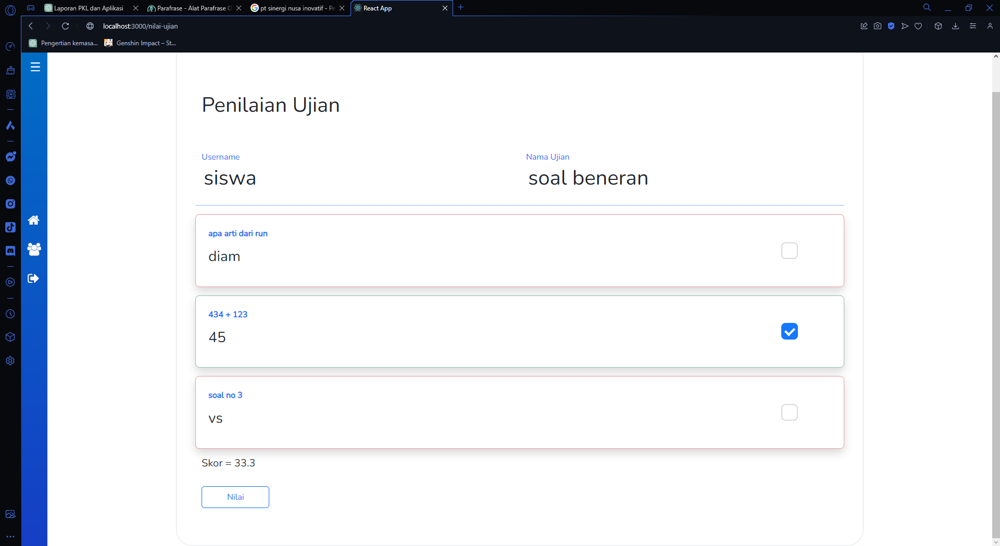 Laporan PKL dan Aplikasi
Parafrase - Alat Parafrase O
pt sinergi nusa inovatif - Pe
React App
localhost:3000/nilai-ujian
Pengertian kemasa...
Genshin Impact – St...
Penilaian Ujian
Username
Nama Ujian
siswa
soal beneran
apa arti dari run
diam
434 + 123
45
soal no 3
vs
Skor = 33.3
Nilai